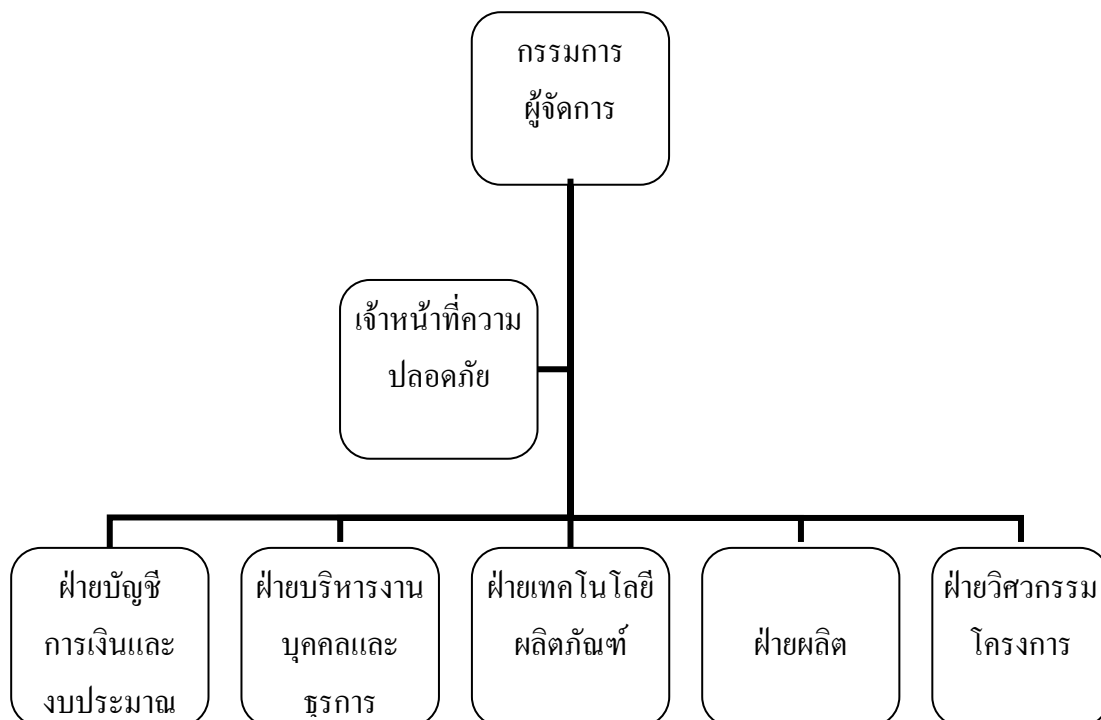 กรรมการ
ผู้จัดการ
เจ้าหน้าที่ความ
ปลอดภัย
ฝ่ายบัญชี
การเงินและ
งบประมาณ
ฝ่ายบริหารงาน
บุคคลและ
ธุรการ
ฝ่ายเทคโนโลยี
ผลิตภัณฑ์
ฝ่ายผลิต
ฝ่ายวิศวกรรม
โครงการ